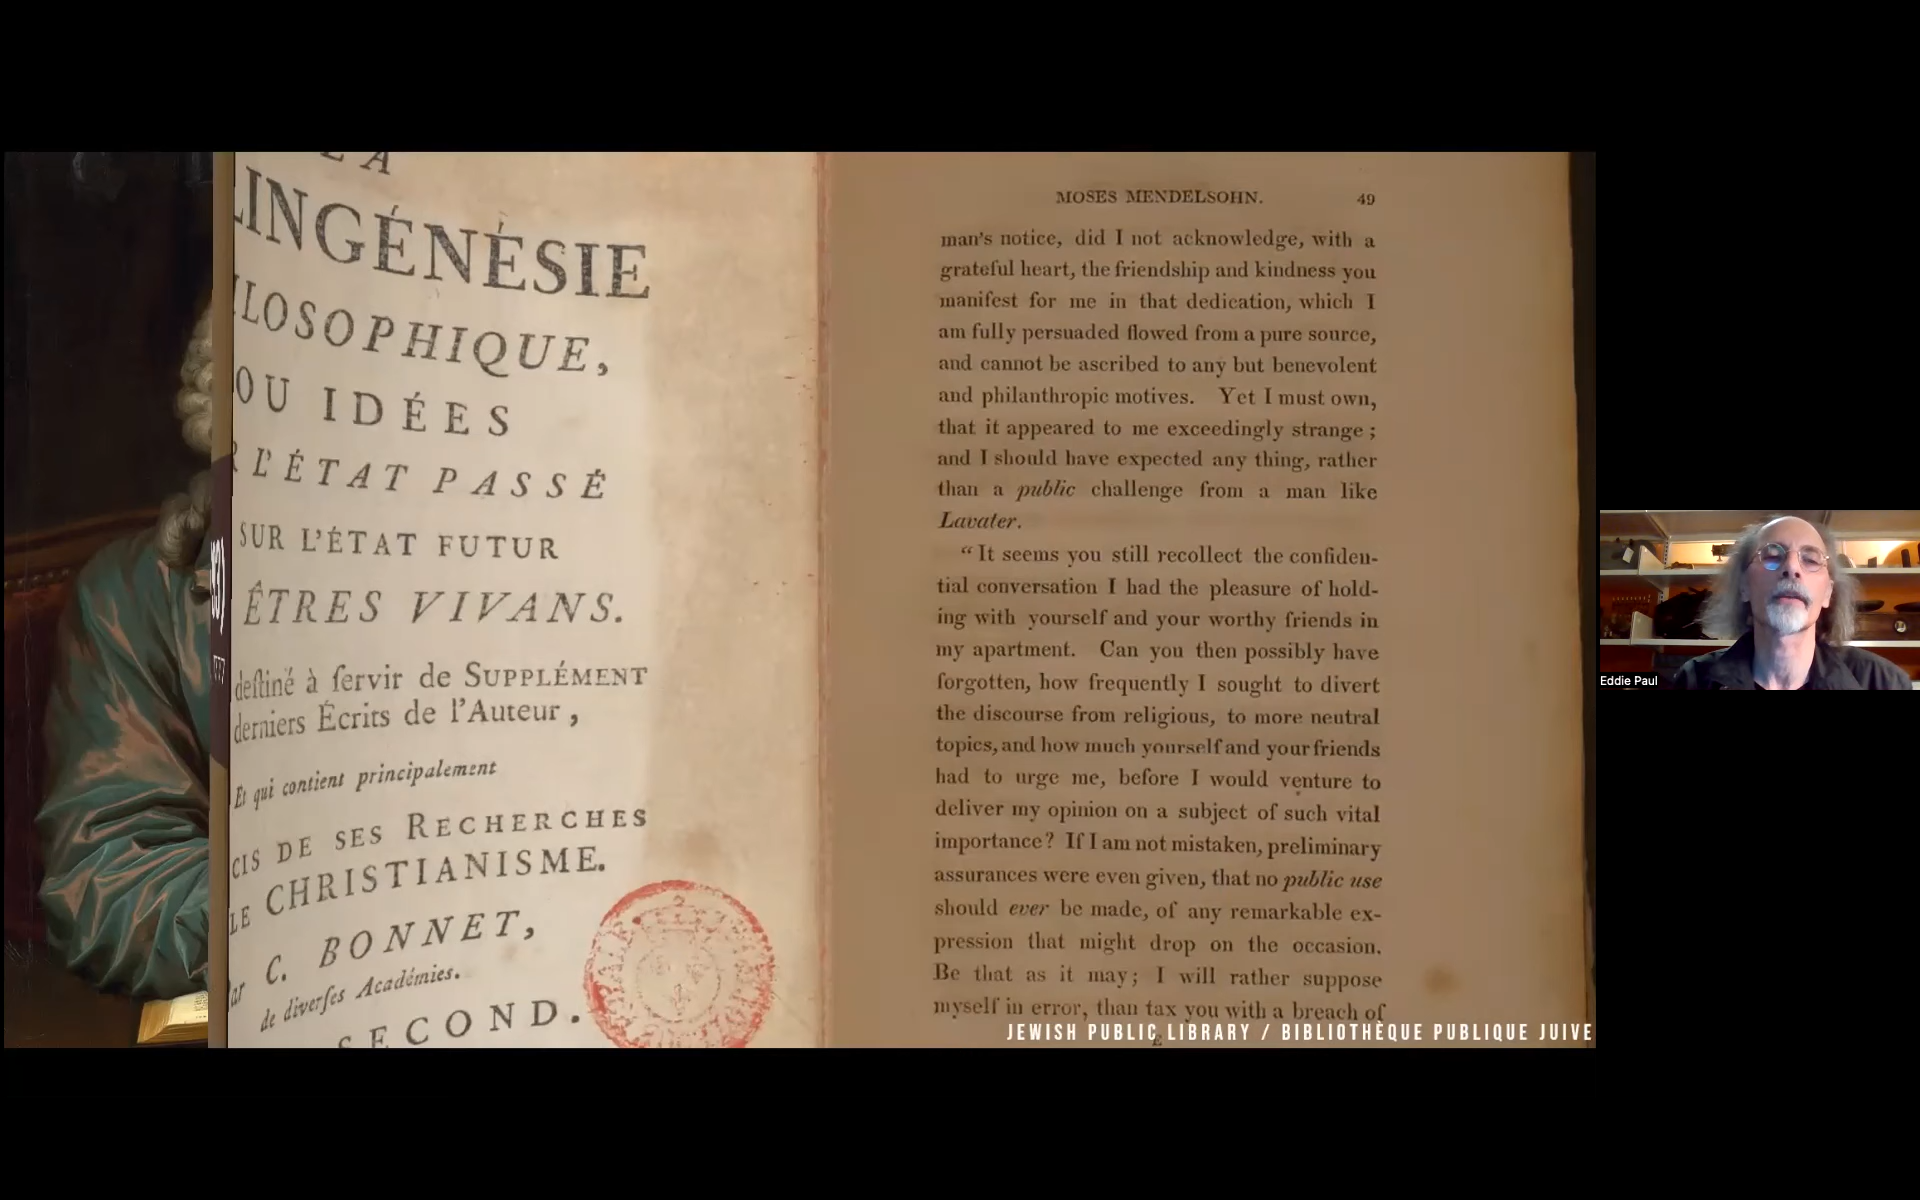 LA
LINGÉNÉSIE
ILOSOPHIQUE,
OU IDÉES
R L'ÉTAT PASSÉ
SUR L'ÉTAT FUTUR
ÊTRES VIVANS.
deſtiné à ſervir de SUPPLÉMENT
derniers Écrits de l'Auteur,
Et qui contient principalement
CIS DE SES RECHERCHES
LE CHRISTIANISME.
Par C. BONNET,
de diverſes Académies.
SECOND.
MOSES MENDELSOHN. 49
man's notice, did I not acknowledge, with a
grateful heart, the friendship and kindness you
manifest for me in that dedication, which I
am fully persuaded flowed from a pure source,
and cannot be ascribed to any but benevolent
and philanthropic motives. Yet I must own,
that it appeared to me exceedingly strange;
and I should have expected any thing, rather
than a public challenge from a man like
Lavater.
"It seems you still recollect the confiden-
tial conversation I had the pleasure of hold-
ing with yourself and your worthy friends in
my apartment. Can you then possibly have
forgotten, how frequently I sought to divert
the discourse from religious, to more neutral
topics, and how much yourself and your friends
had to urge me, before I would venture to
deliver my opinion on a subject of such vital
importance? If I am not mistaken, preliminary
assurances were even given, that no public use
should ever be made, of any remarkable ex-
pression that might drop on the occasion.
Be that as it may; I will rather suppose
myself in error, than tax you with a breach of
JEWISH PUBLIC LIBRARY / BIBLIOTHÈQUE PUBLIQUE JUIVE
Eddie Paul